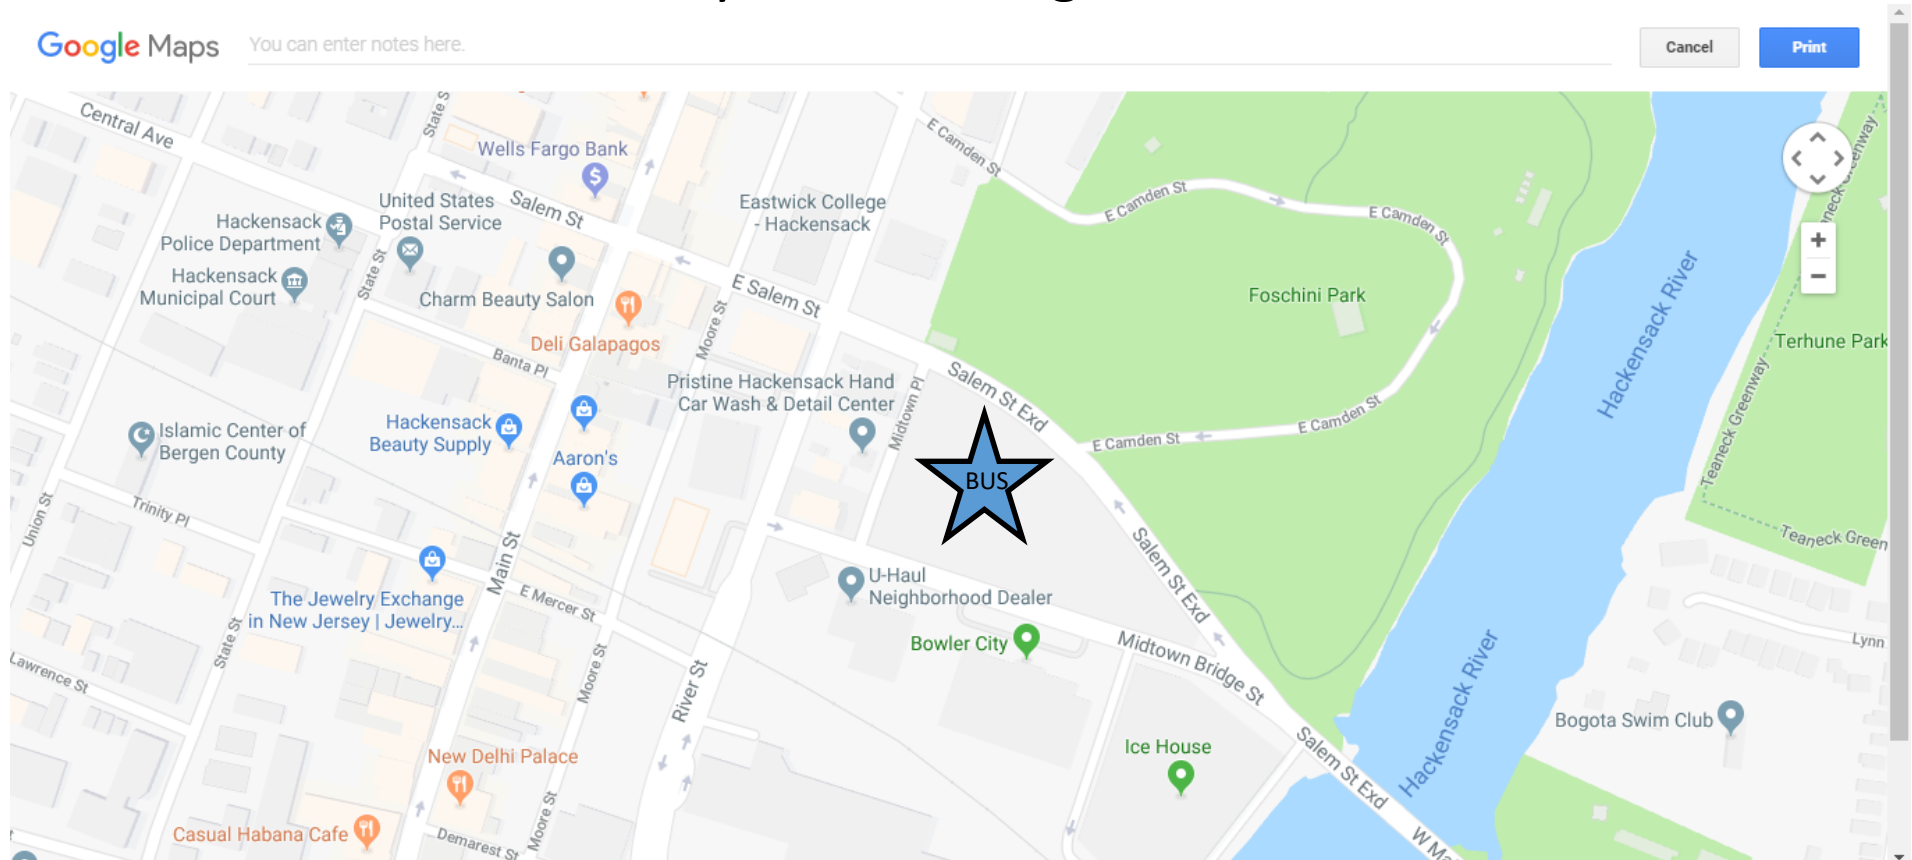 Google Maps
You can enter notes here.
Cancel
Print
Central Ave
State S
Wells Fargo Bank
E Camden St
United States
Postal Service
Salem St
Eastwick College
- Hackensack
E Camden St
E Camden St
Hackensack
Police Department
Hackensack
Municipal Court
State St
Charm Beauty Salon
E Salem St
Foschini Park
Hackensack River
Deli Galapagos
Moore St
Terhune Park
Banta Pl
Pristine Hackensack Hand
Car Wash & Detail Center
Salem St Exd
Midtown Pl
E Camden St
E Camden St
Teaneck Greenway
Islamic Center of
Bergen County
Hackensack
Beauty Supply
Aaron's
BUS
Union St
Trinity Pl
Main St
Salem St Exd
Teaneck Green
U-Haul
Neighborhood Dealer
The Jewelry Exchange
in New Jersey | Jewelry...
E Mercer St
Bowler City
Midtown Bridge St
Lynn
State St
Lawrence St
Moore St
River St
Hackensack River
Bogota Swim Club
Ice House
Salem St Exd
New Delhi Palace
Casual Habana Cafe
Demarest St
Moore St
W Ma